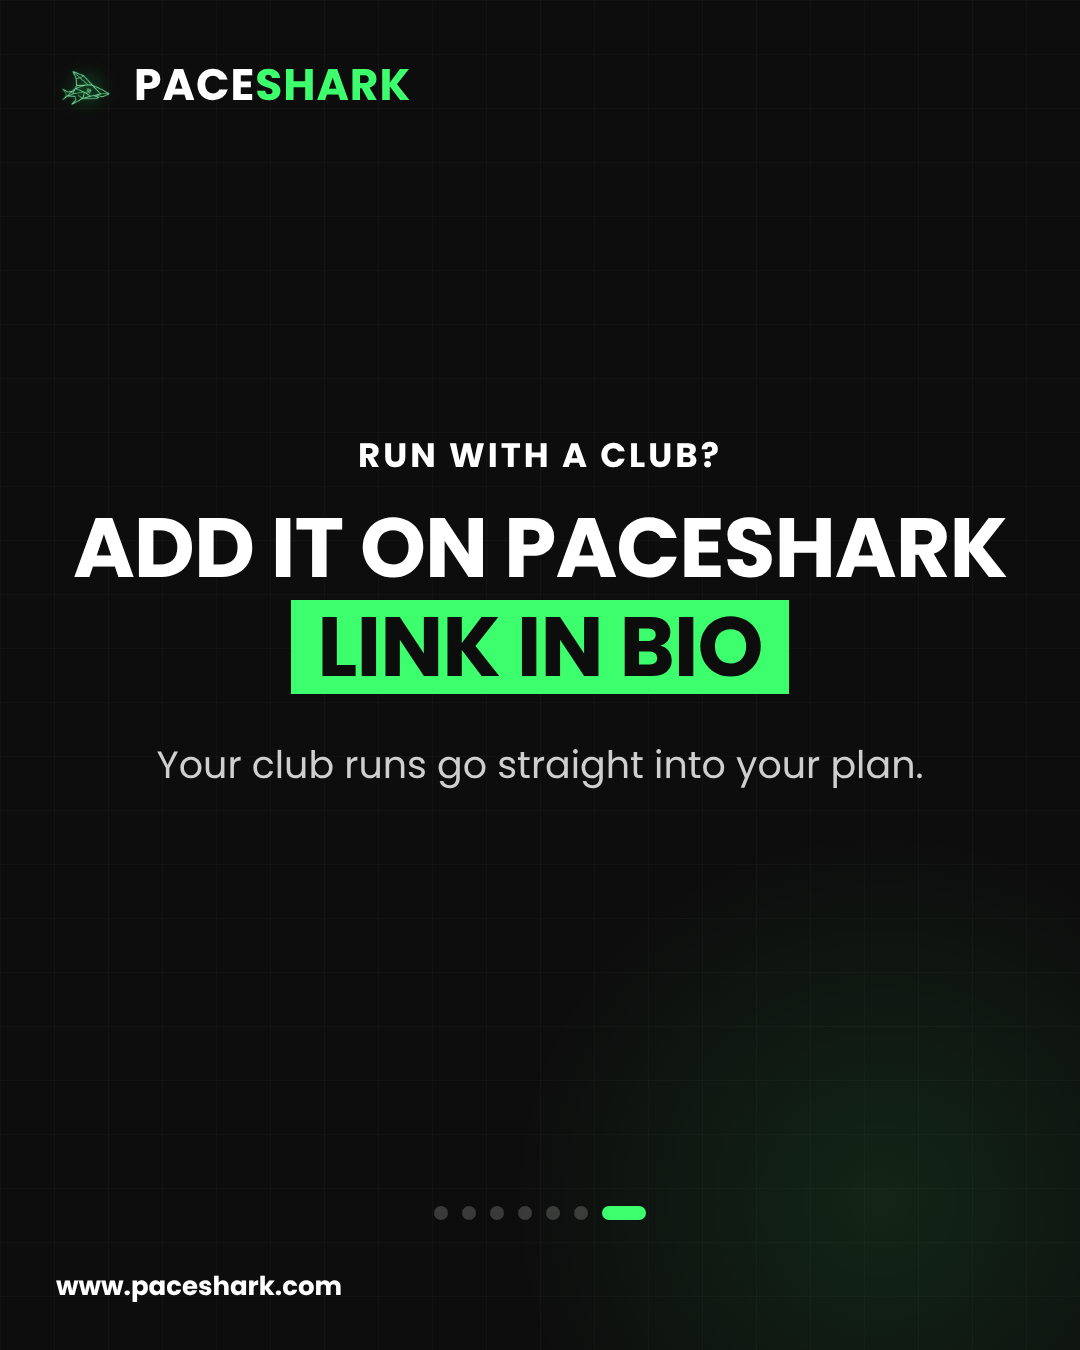 PACESHARK
RUN WITH A CLUB?
ADD IT ON PACESHARK
LINK IN BIO
Your club runs go straight into your plan.
www.paceshark.com